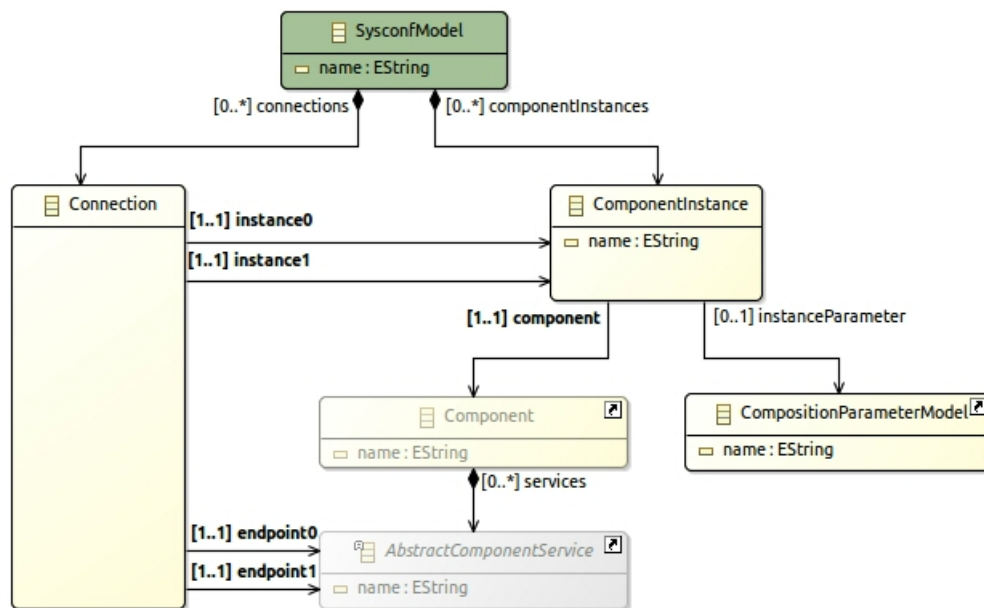 SysconfModel
name : EString
[0..*] connections
[0..*] componentInstances
Connection
ComponentInstance
name : EString
[1..1] instance0
[1..1] instance1
[1..1] component
[0..1] instanceParameter
Component
name : EString
CompositionParameterModel
name : EString
[0..*] services
[1..1] endpoint0
AbstractComponentService
[1..1] endpoint1
name : EString